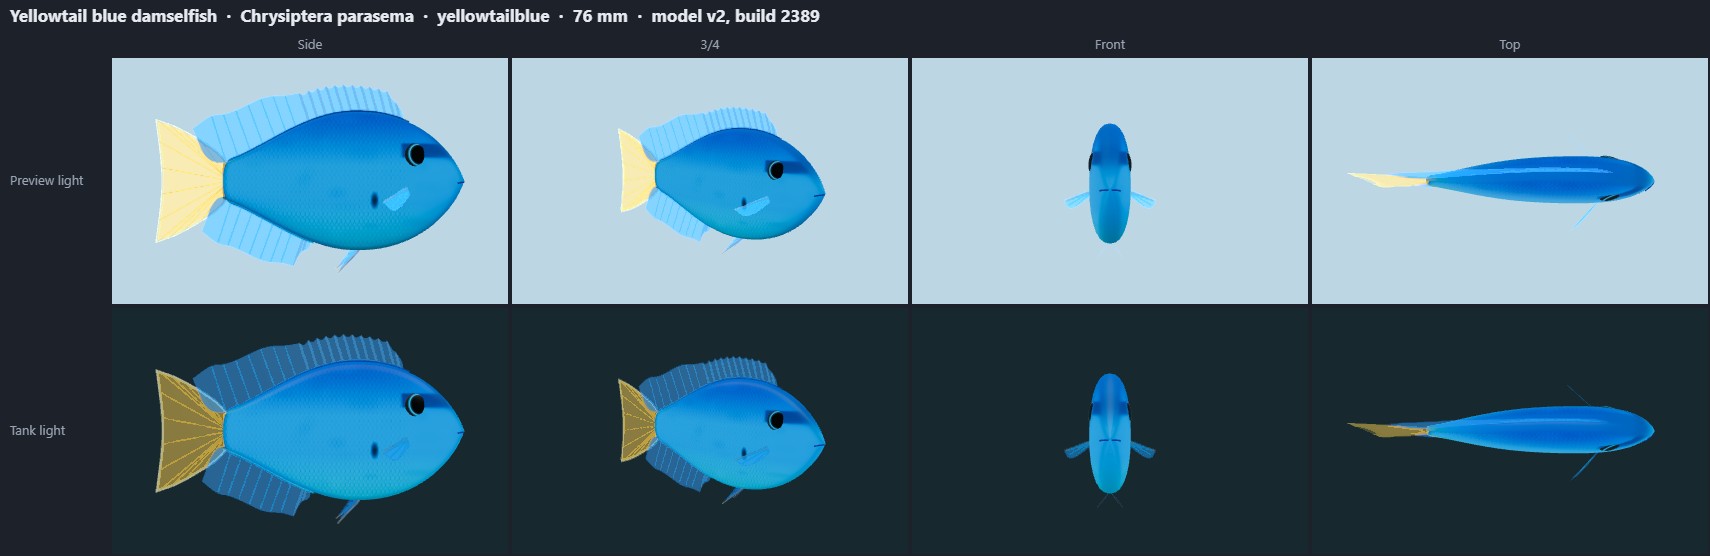 Yellowtail blue damselfish · Chrysiptera parasema · yellowtailblue · 76 mm · model v2, build 2389
Side 3/4 Front Top
Preview light
Tank light